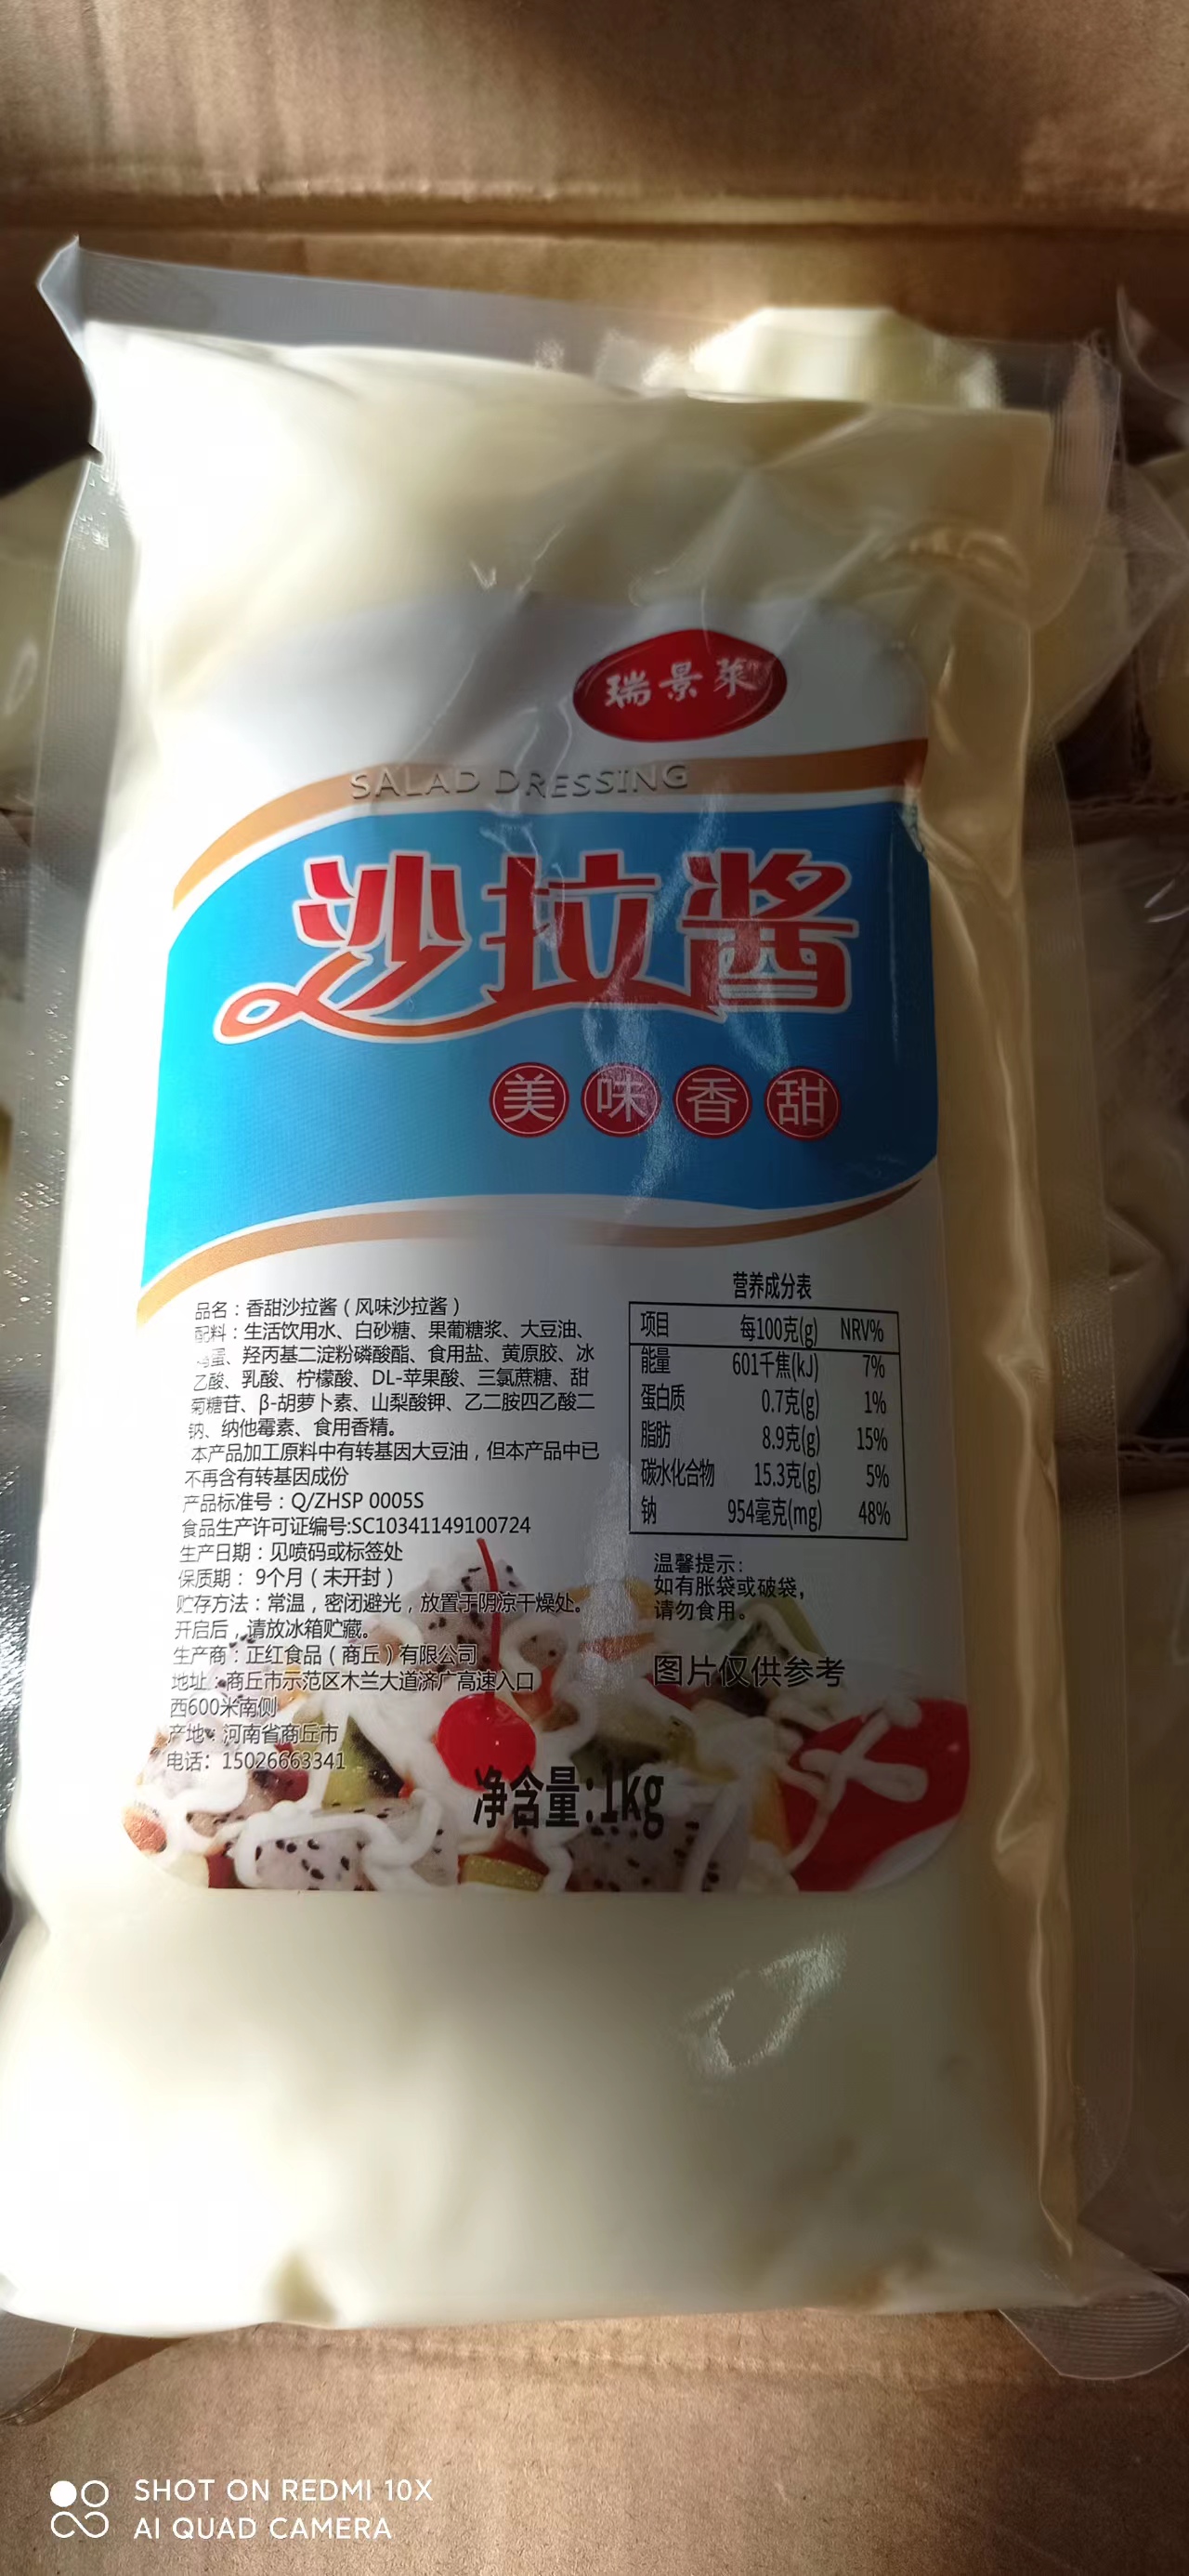 瑞景莱
SALAD DRESSING
沙拉酱
美味香甜
品名：香甜沙拉酱（风味沙拉酱）
配料：生活饮用水、白砂糖、果葡糖浆、大豆油、
鸡蛋、羟丙基二淀粉磷酸酯、食用盐、黄原胶、冰
乙酸、乳酸、柠檬酸、DL-苹果酸、三氯蔗糖、甜
菊糖苷、β-胡萝卜素、山梨酸钾、乙二胺四乙酸二
钠、纳他霉素、食用香精。
本产品加工原料中有转基因大豆油，但本产品中已
不再含有转基因成份
产品标准号：Q/ZHSP 0005S
食品生产许可证编号:SC10341149100724
生产日期：见喷码或标签处
保质期：9个月（未开封）
贮存方法：常温，密闭避光，放置于阴凉干燥处。
开启后，请放冰箱贮藏。
生产商：正红食品（商丘）有限公司
地址：商丘市示范区木兰大道济广高速入口
西600米南侧
产地：河南省商丘市
电话：15026663341
营养成分表
项目 每100克(g) NRV%
能量 601千焦(kJ) 7%
蛋白质 0.7克(g) 1%
脂肪 8.9克(g) 15%
碳水化合物 15.3克(g) 5%
钠 954毫克(mg) 48%
温馨提示：
如有胀袋或破袋，
请勿食用。
图片仅供参考
净含量:1kg
SHOT ON REDMI 10X
AI QUAD CAMERA